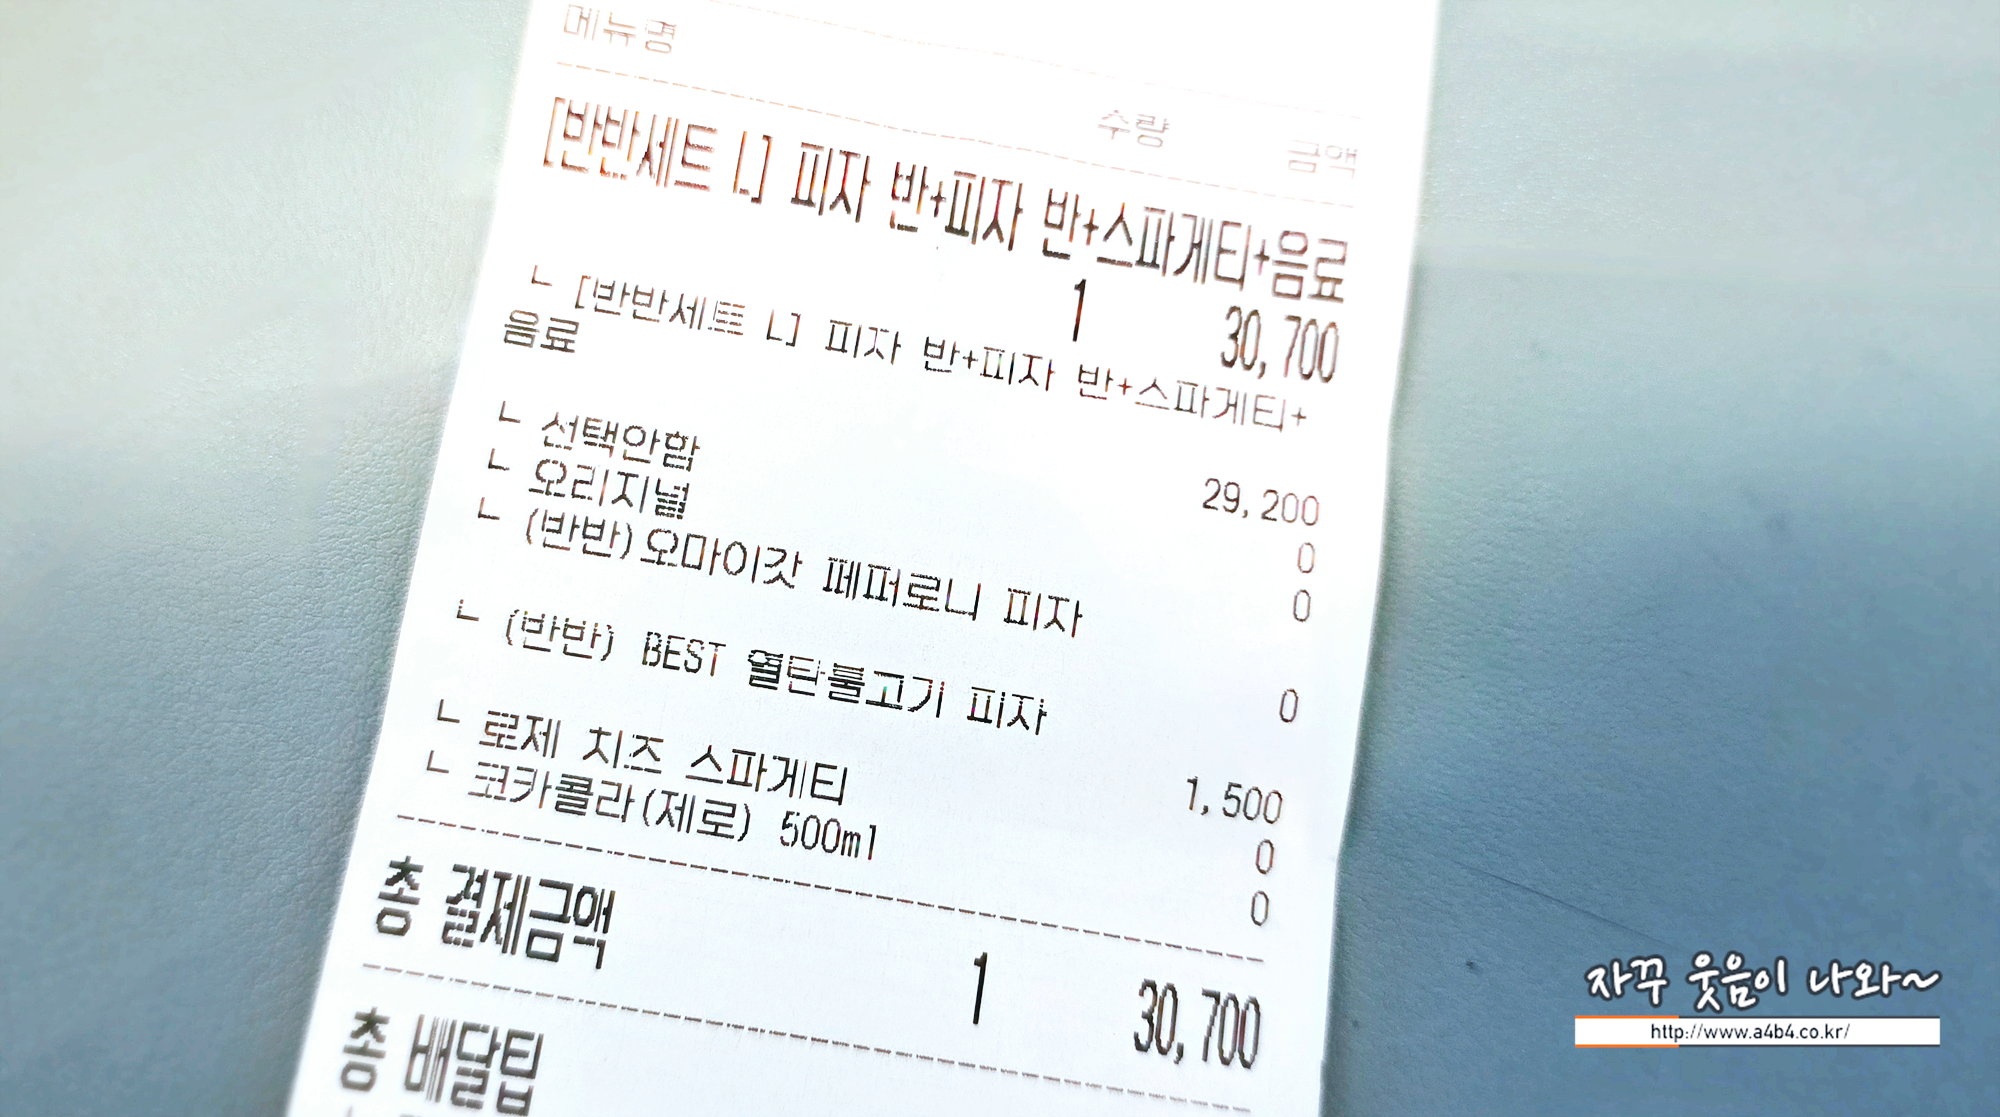 메뉴명 수량 금액
[반반세트 L] 피자 반+피자 반+스파게티+음료
1 30,700
ㄴ [반반세트 L] 피자 반+피자 반+스파게티+
음료
29,200
ㄴ 선택안함 0
ㄴ 오리지널 0
ㄴ (반반)오마이갓 페퍼로니 피자
0
ㄴ (반반) BEST 열탄불고기 피자
1,500
ㄴ 로제 치즈 스파게티 0
ㄴ 코카콜라(제로) 500ml 0
총 결제금액 1 30,700
총 배달팁
자꾸 웃음이 나와~
http://www.a4b4.co.kr/